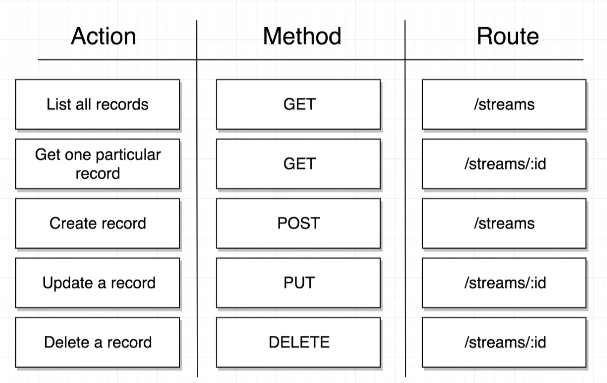 Action Method Route
List all records GET /streams
Get one particular
record GET /streams/:id
Create record POST /streams
Update a record PUT /streams/:id
Delete a record DELETE /streams/:id